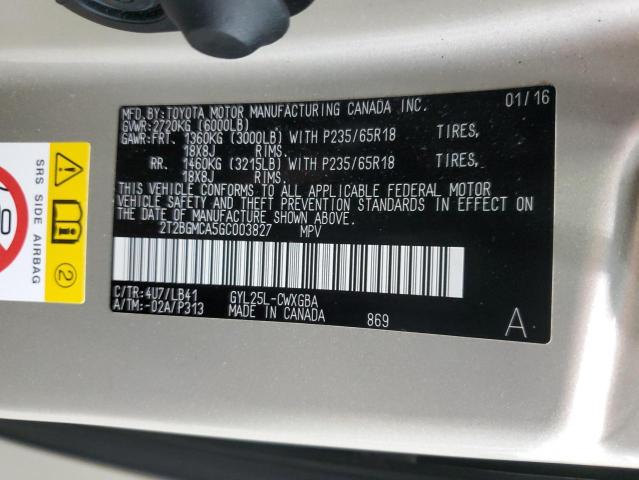 MFD.BY:TOYOTA MOTOR MANUFACTURING CANADA INC. 01/16
GVWR:2720KG (6000LB)
GAWR:FRT. 1360KG (3000LB) WITH P235/65R18 TIRES,
18X8J RIMS,
RR. 1460KG (3215LB) WITH P235/65R18 TIRES,
18X8J RIMS.
THIS VEHICLE CONFORMS TO ALL APPLICABLE FEDERAL MOTOR
VEHICLE SAFETY AND THEFT PREVENTION STANDARDS IN EFFECT ON
THE DATE OF MANUFACTURE SHOWN ABOVE.
2T2BGMCA5GC003827 MPV
C/TR:4U7/LB41 GYL25L-CWXGBA
A/TM:-02A/P313 MADE IN CANADA 869 A
SRS SIDE AIRBAG
2